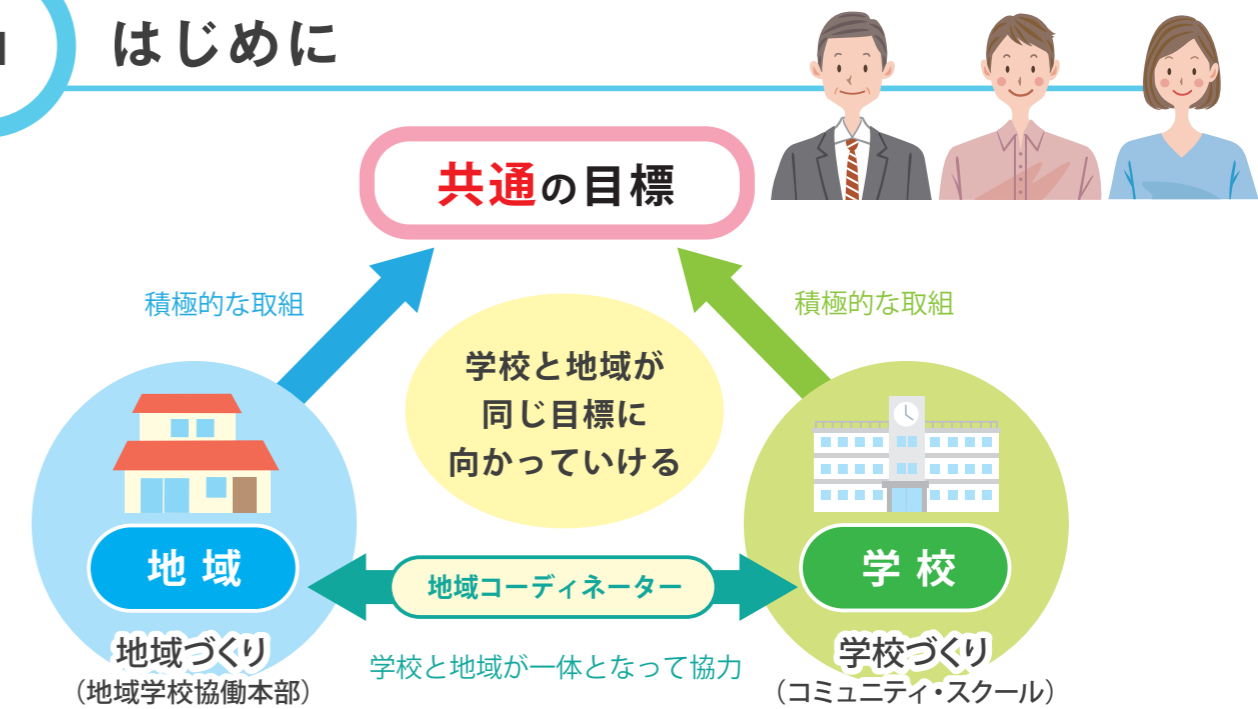 はじめに
共通の目標
積極的な取組
積極的な取組
学校と地域が
同じ目標に
向かっていける
地域
学校
地域コーディネーター
地域づくり
(地域学校協働本部)
学校と地域が一体となって協力
学校づくり
(コミュニティ・スクール)